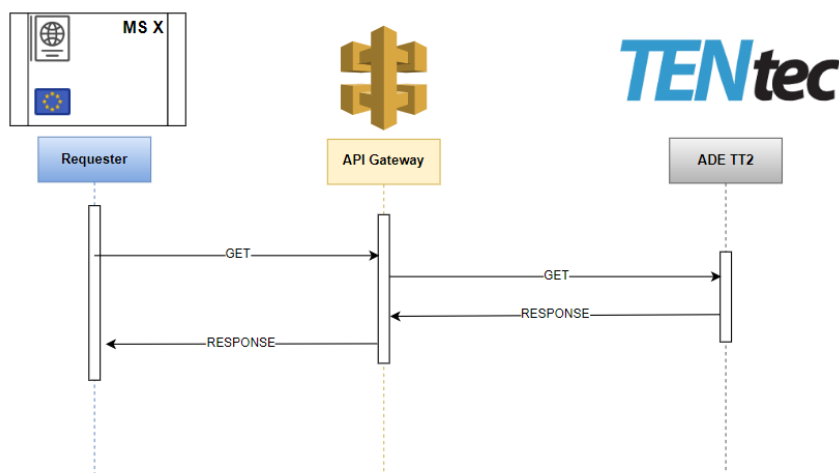 MS X
TENtec
Requester
API Gateway
ADE TT2
GET
GET
RESPONSE
RESPONSE